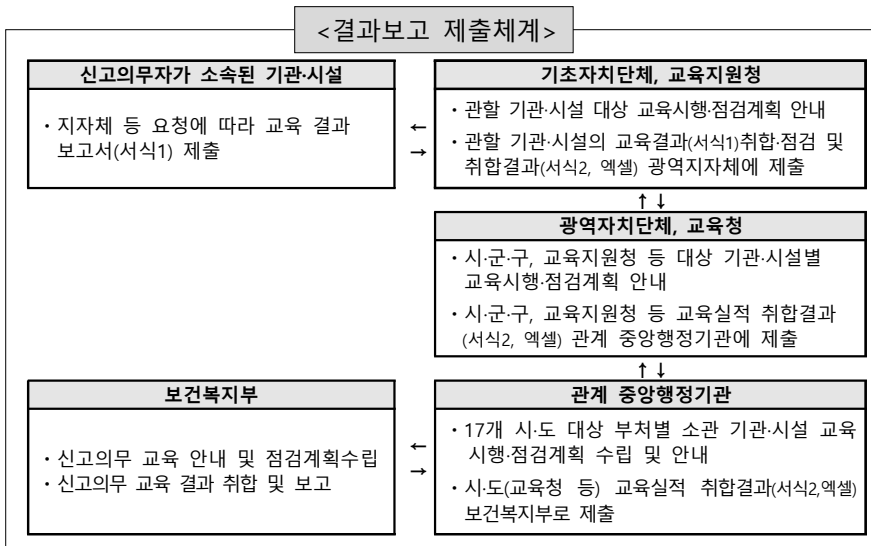 <결과보고 제출체계>
신고의무자가 소속된 기관·시설
· 지자체 등 요청에 따라 교육 결과
보고서(서식1) 제출
←
→
기초자치단체, 교육지원청
· 관할 기관·시설 대상 교육시행·점검계획 안내
· 관할 기관·시설의 교육결과(서식1)취합·점검 및
취합결과(서식2, 엑셀) 광역지자체에 제출
↑ ↓
광역자치단체, 교육청
· 시·군·구, 교육지원청 등 대상 기관·시설별
교육시행·점검계획 안내
· 시·군·구, 교육지원청 등 교육실적 취합결과
(서식2, 엑셀) 관계 중앙행정기관에 제출
↑ ↓
보건복지부
· 신고의무 교육 안내 및 점검계획수립
· 신고의무 교육 결과 취합 및 보고
←
→
관계 중앙행정기관
· 17개 시·도 대상 부처별 소관 기관·시설 교육
시행·점검계획 수립 및 안내
· 시·도(교육청 등) 교육실적 취합결과(서식2,엑셀)
보건복지부로 제출